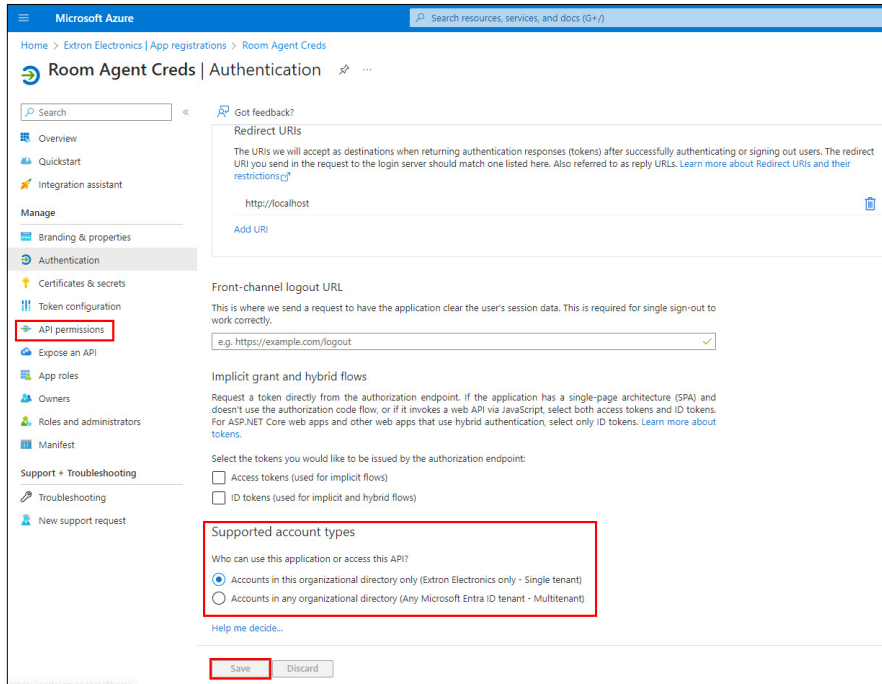 Microsoft Azure
Search resources, services, and docs (G+/)
Home > Extron Electronics | App registrations > Room Agent Creds
Room Agent Creds | Authentication
Search
Got feedback?
Overview
Quickstart
Integration assistant
Manage
Branding & properties
Authentication
Certificates & secrets
Token configuration
API permissions
Expose an API
App roles
Owners
Roles and administrators
Manifest
Support + Troubleshooting
Troubleshooting
New support request
Redirect URIs
The URIs we will accept as destinations when returning authentication responses (tokens) after successfully authenticating or signing out users. The redirect
URI you send in the request to the login server should match one listed here. Also referred to as reply URLs. Learn more about Redirect URIs and their
restrictions
http://localhost
Add URI
Front-channel logout URL
This is where we send a request to have the application clear the user's session data. This is required for single sign-out to
work correctly.
e.g. https://example.com/logout
Implicit grant and hybrid flows
Request a token directly from the authorization endpoint. If the application has a single-page architecture (SPA) and
doesn't use the authorization code flow, or if it invokes a web API via JavaScript, select both access tokens and ID tokens.
For ASP.NET Core web apps and other web apps that use hybrid authentication, select only ID tokens. Learn more about
tokens.
Select the tokens you would like to be issued by the authorization endpoint:
Access tokens (used for implicit flows)
ID tokens (used for implicit and hybrid flows)
Supported account types
Who can use this application or access this API?
Accounts in this organizational directory only (Extron Electronics only - Single tenant)
Accounts in any organizational directory (Any Microsoft Entra ID tenant - Multitenant)
Help me decide...
Save
Discard